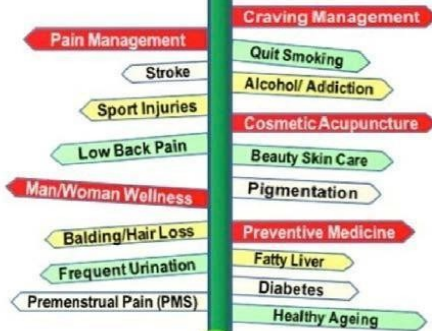 Pain Management
Stroke
Sport Injuries
Low Back Pain
Man/Woman Wellness
Balding/Hair Loss
Frequent Urination
Premenstrual Pain (PMS)
Craving Management
Quit Smoking
Alcohol/ Addiction
Cosmetic Acupuncture
Beauty Skin Care
Pigmentation
Preventive Medicine
Fatty Liver
Diabetes
Healthy Ageing